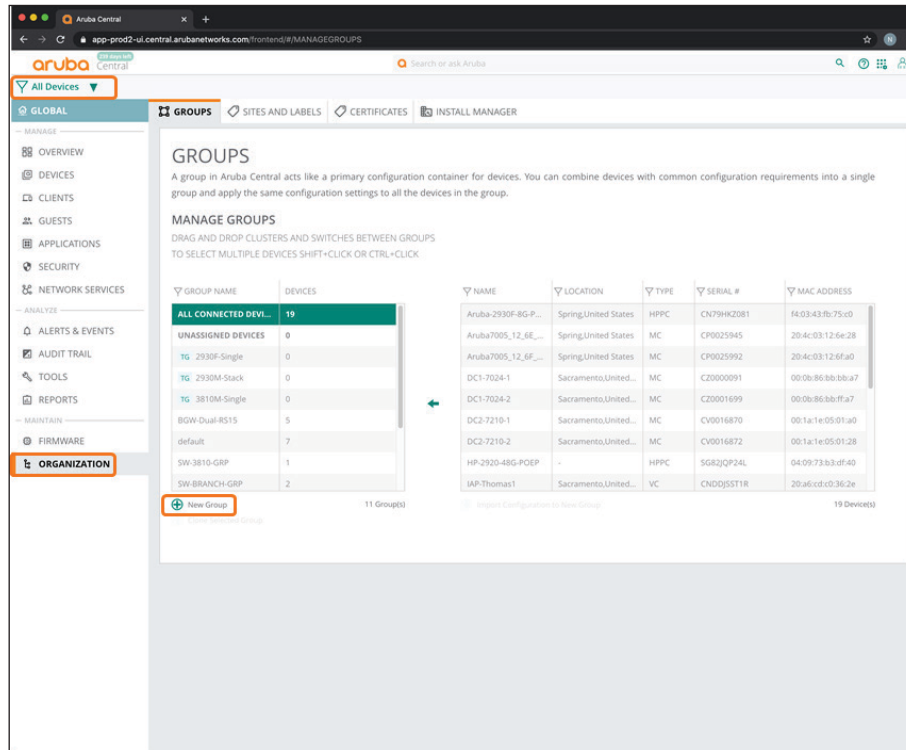 Aruba Central
app-prod2-ui.central.arubanetworks.com/frontend/#/MANAGEGROUPS
aruba Central
Search or ask Aruba
All Devices
GLOBAL
GROUPS SITES AND LABELS CERTIFICATES INSTALL MANAGER
MANAGE
OVERVIEW
DEVICES
CLIENTS
GUESTS
APPLICATIONS
SECURITY
NETWORK SERVICES
ANALYZE
ALERTS & EVENTS
AUDIT TRAIL
TOOLS
REPORTS
MAINTAIN
FIRMWARE
ORGANIZATION
GROUPS
A group in Aruba Central acts like a primary configuration container for devices. You can combine devices with common configuration requirements into a single
group and apply the same configuration settings to all the devices in the group.
MANAGE GROUPS
DRAG AND DROP CLUSTERS AND SWITCHES BETWEEN GROUPS
TO SELECT MULTIPLE DEVICES SHIFT+CLICK OR CTRL+CLICK
GROUP NAME DEVICES
ALL CONNECTED DEVI... 19
UNASSIGNED DEVICES 0
TG 2930F-Single 0
TG 2930M-Stack 0
TG 3810M-Single 0
BGW-Dual-R515 5
default 7
SW-3810-GRP 1
SW-BRANCH-GRP 2
New Group 11 Group(s)
Clone Selected Group
NAME LOCATION TYPE SERIAL # MAC ADDRESS
Aruba-2930F-8G-P... Spring,United States HPPC CN79HKZ081 f4:03:43:fb:75:c0
Aruba7005_12_6E_... Spring,United States MC CP0025945 20:4c:03:12:6e:28
Aruba7005_12_6F_... Spring,United States MC CP0025992 20:4c:03:12:6f:a0
DC1-7024-1 Sacramento,United... MC CZ0000091 00:0b:86:bb:bb:a7
DC1-7024-2 Sacramento,United... MC CZ0001699 00:0b:86:bb:ff:a7
DC2-7210-1 Sacramento,United... MC CV0016870 00:1a:1e:05:01:a0
DC2-7210-2 Sacramento,United... MC CV0016872 00:1a:1e:05:01:28
HP-2920-48G-POEP - HPPC SG82JQP24L 04:09:73:b3:df:40
IAP-Thomas1 Sacramento,United... VC CNDDJSST1R 20:a6:cd:c0:36:2e
Import Configuration to New Group 19 Device(s)